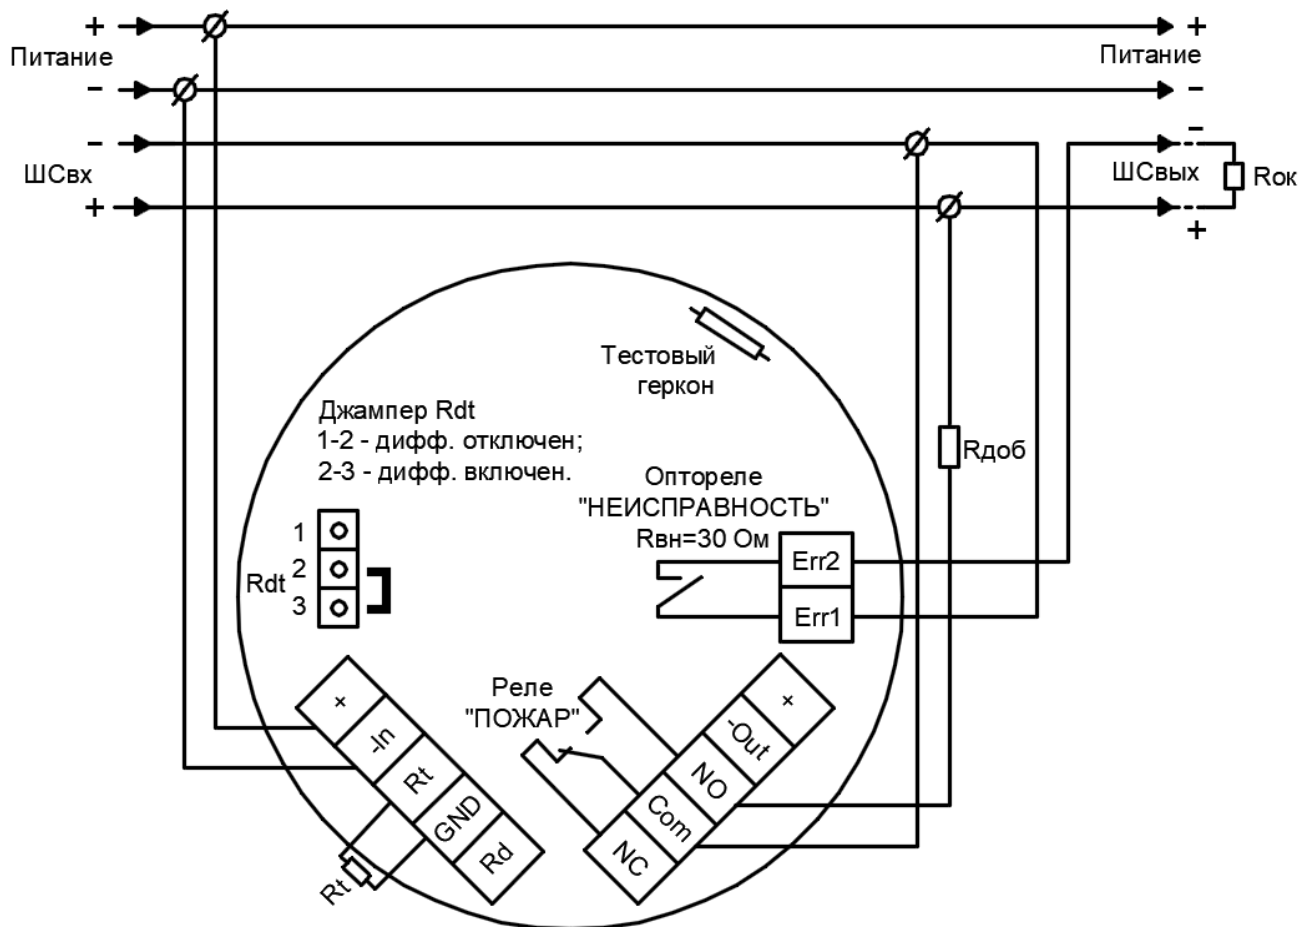 +
+
Питание
Питание
-
-
-
-
ШСвх
ШСвых
Rок
+
+
Тестовый
геркон
Джампер Rdt
1-2 - дифф. отключен;
2-3 - дифф. включен.
Rдоб
Оптореле
"НЕИСПРАВНОСТЬ"
Rвн=30 Ом
1
2
3
Rdt
Err2
Err1
Реле
"ПОЖАР"
+
-In
Rt
GND
Rd
Rt
+
-Out
NO
Com
NC